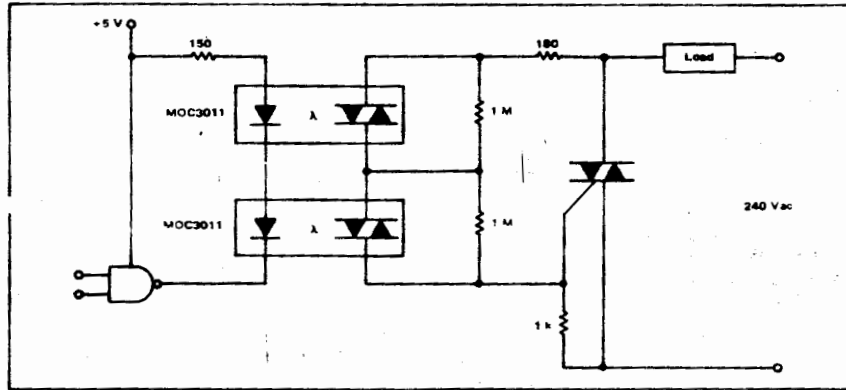 +5 V
150
180
Load
MOC3011
λ
1 M
MOC3011
λ
1 M
240 Vac
1 k